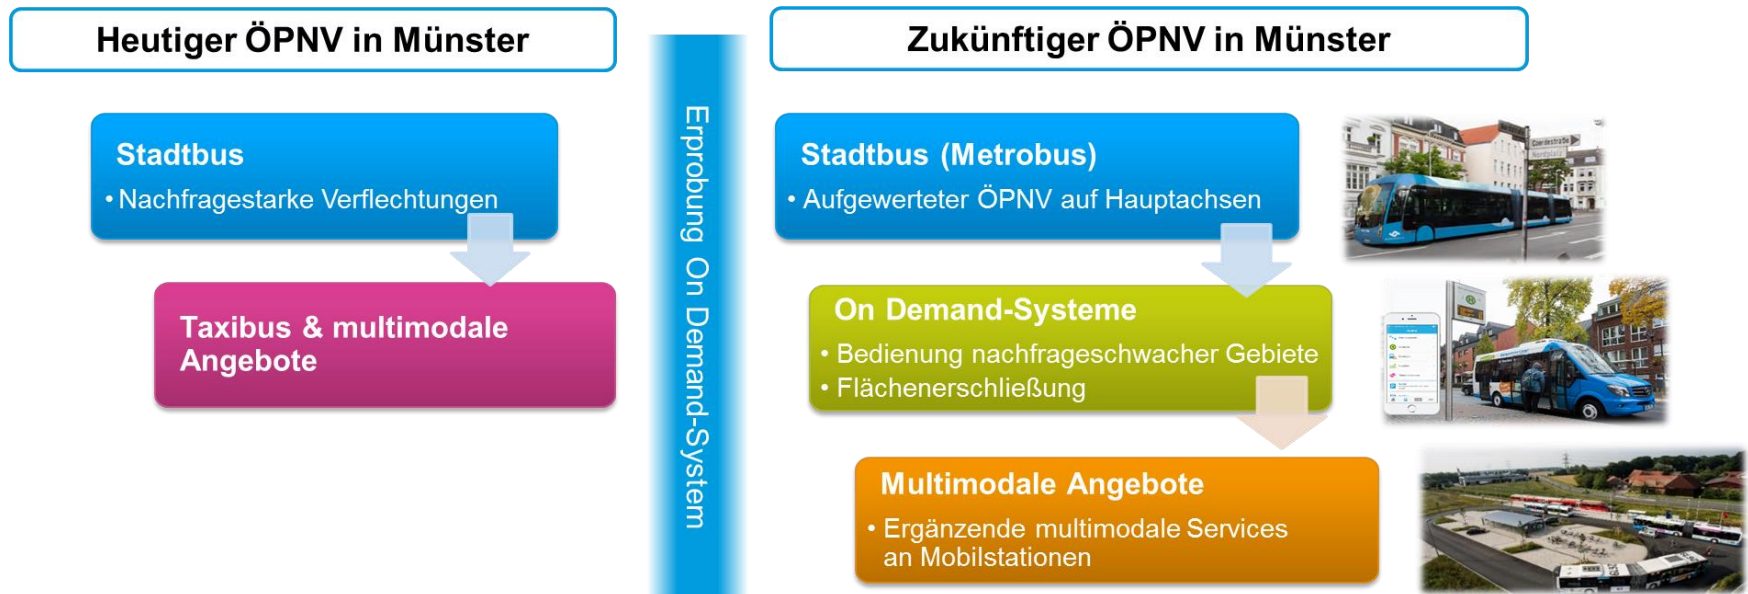 Heutiger ÖPNV in Münster
Stadtbus
• Nachfragestarke Verflechtungen
Taxibus & multimodale
Angebote
Erprobung On Demand-System
Zukünftiger ÖPNV in Münster
Stadtbus (Metrobus)
• Aufgewerteter ÖPNV auf Hauptachsen
On Demand-Systeme
• Bedienung nachfrageschwacher Gebiete
• Flächenerschließung
Multimodale Angebote
• Ergänzende multimodale Services
an Mobilstationen
Coerdestraße
Nordplatz